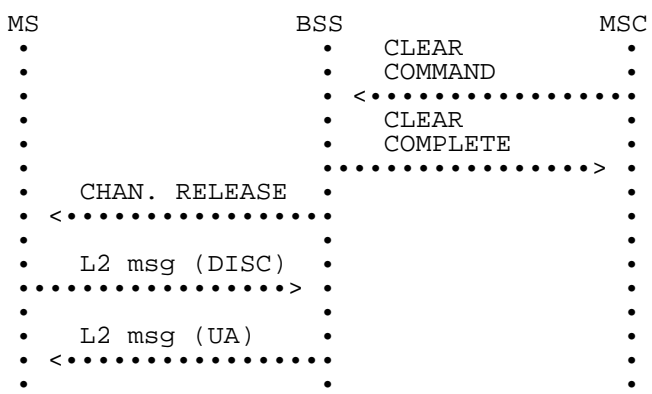 MS BSS MSC
CLEAR
COMMAND
CLEAR
COMPLETE
CHAN. RELEASE
L2 msg (DISC)
L2 msg (UA)